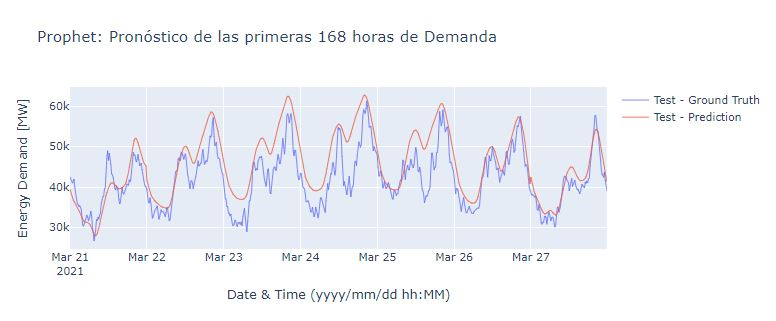 Prophet: Pronóstico de las primeras 168 horas de Demanda
Energy Demand [MW]
60k
50k
40k
30k
Mar 21
2021
Mar 22
Mar 23
Mar 24
Mar 25
Mar 26
Mar 27
Date & Time (yyyy/mm/dd hh:MM)
Test - Ground Truth
Test - Prediction